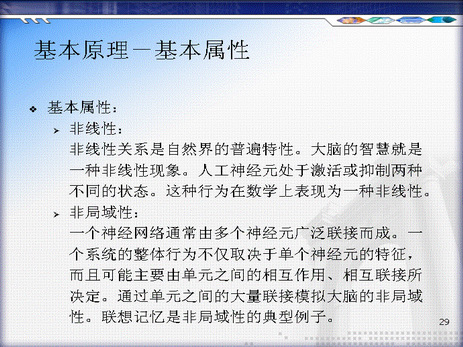 基本原理－基本属性
❖ 基本属性：
➢ 非线性：
非线性关系是自然界的普遍特性。大脑的智慧就是
一种非线性现象。人工神经元处于激活或抑制两种
不同的状态。这种行为在数学上表现为一种非线性。
➢ 非局域性：
一个神经网络通常由多个神经元广泛联接而成。一
个系统的整体行为不仅取决于单个神经元的特征，
而且可能主要由单元之间的相互作用、相互联接所
决定。通过单元之间的大量联接模拟大脑的非局域
性。联想记忆是非局域性的典型例子。
29